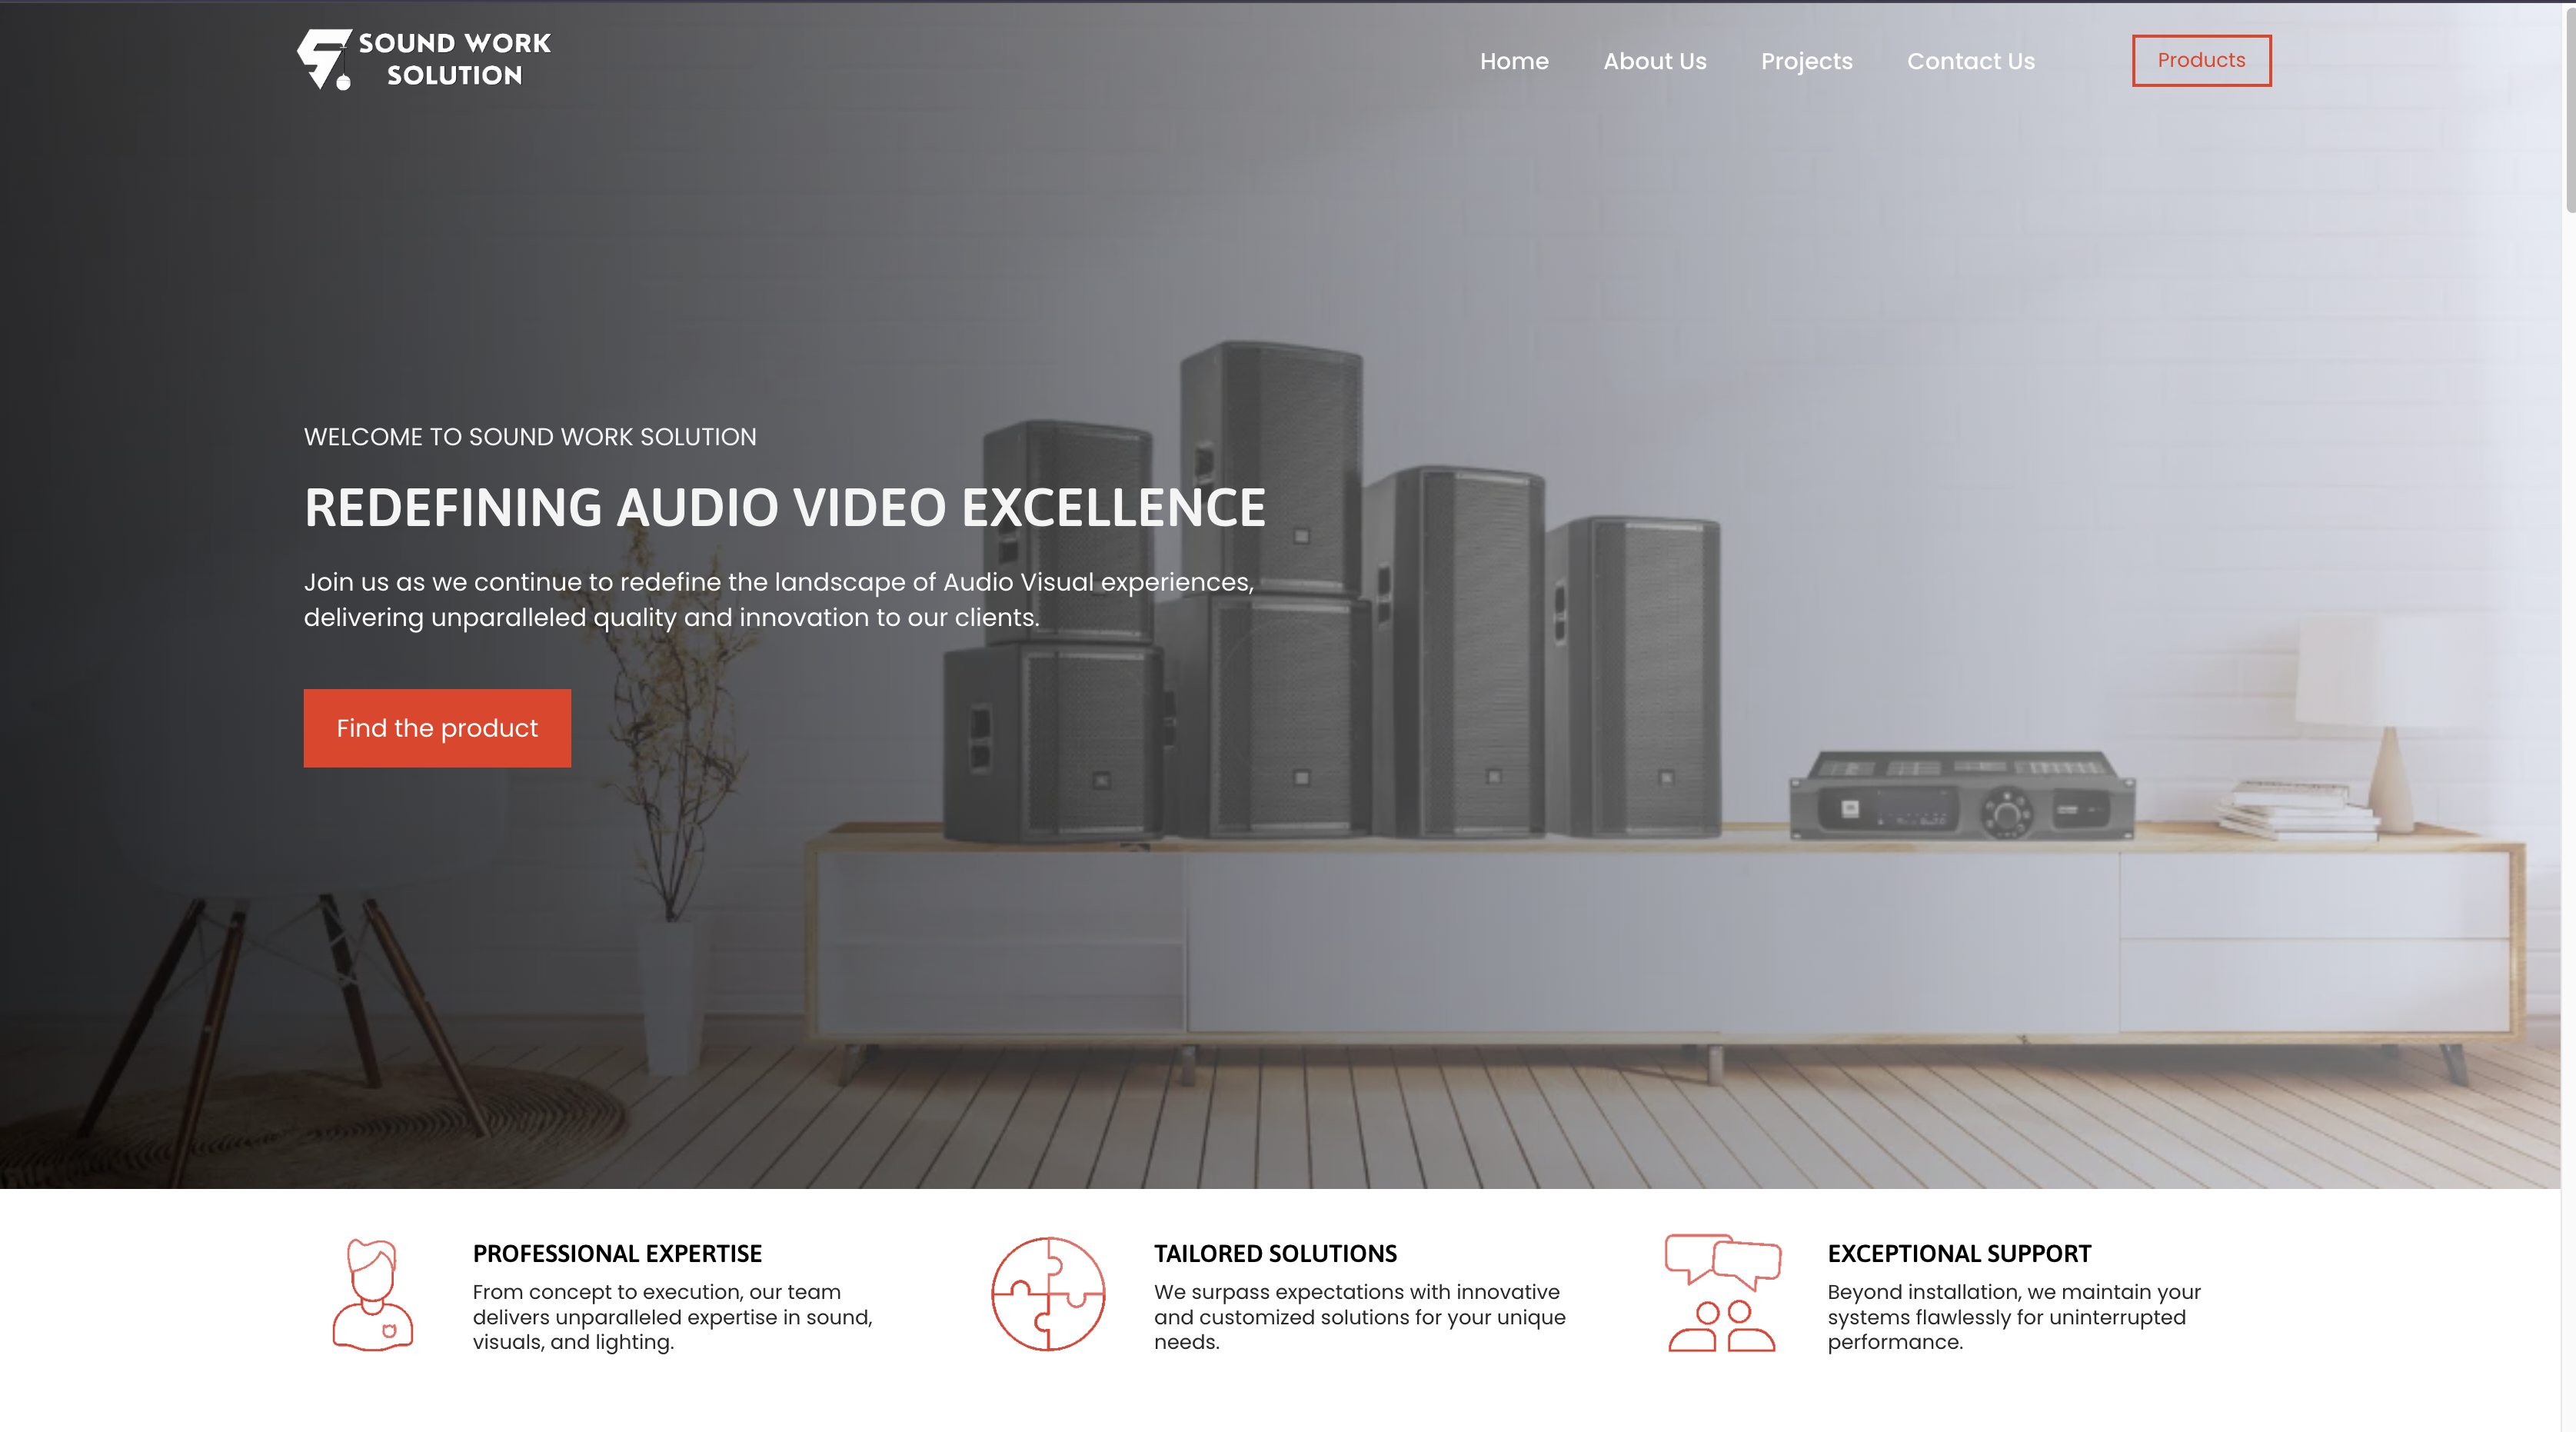 SOUND WORK
SOLUTION
Home
About Us
Projects
Contact Us
Products
WELCOME TO SOUND WORK SOLUTION
REDEFINING AUDIO VIDEO EXCELLENCE
Join us as we continue to redefine the landscape of Audio Visual experiences,
delivering unparalleled quality and innovation to our clients.
Find the product
PROFESSIONAL EXPERTISE
From concept to execution, our team
delivers unparalleled expertise in sound,
visuals, and lighting.
TAILORED SOLUTIONS
We surpass expectations with innovative
and customized solutions for your unique
needs.
EXCEPTIONAL SUPPORT
Beyond installation, we maintain your
systems flawlessly for uninterrupted
performance.